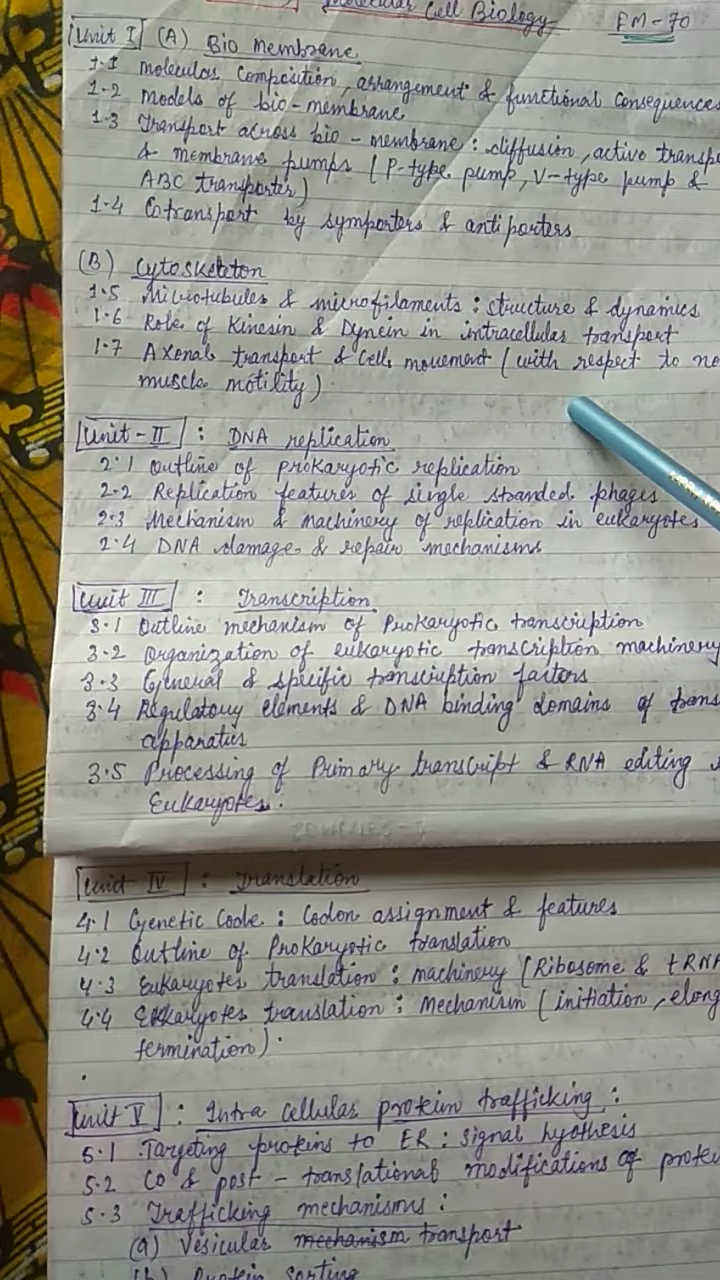 Molecular Cell Biology FM-70
Unit I (A) Bio Membrane
1.1 Molecular Composition, arrangement & functional Consequences
1.2 Models of bio-membrane
1.3 Transport across bio-membrane: diffusion, active transp
& membrane pumps (P-type pump, V-type pump &
ABC transporter)
1.4 Cotransport by symporters & antiporters
(B) Cytoskeleton
1.5 Microtubules & microfilaments: structure & dynamics
1.6 Role of Kinesin & Dynein in intracellular transport
1.7 Axonal transport & Cells movement (with respect to no
muscle motility)
Unit-II : DNA replication
2.1 Outline of prokaryotic replication
2.2 Replication features of single stranded phages
2.3 Mechanism & machinery of replication in eukaryotes
2.4 DNA damage & repair mechanisms
Unit III : Transcription
3.1 Outline mechanism of Prokaryotic transcription
3.2 Organization of eukaryotic transcription machinery
3.3 General & specific transcription factors
3.4 Regulatory elements & DNA binding domains of trans
apparatus
3.5 Processing of Primary transcript & RNA editing
Eukaryotes.
Unit IV : Translation
4.1 Genetic Code: Codon assignment & features
4.2 Outline of Prokaryotic translation
4.3 Eukaryotes translation: machinery (Ribosome & tRNA
4.4 Eukaryotes translation: Mechanism (initiation, elong
termination).
Unit V : Intra cellular protein trafficking:
5.1 Targeting proteins to ER: signal hyothesis
5.2 Co & post-translational modifications of protei
5.3 Trafficking mechanisms:
(a) Vesicular mechanism transport
(b) Protein sorting